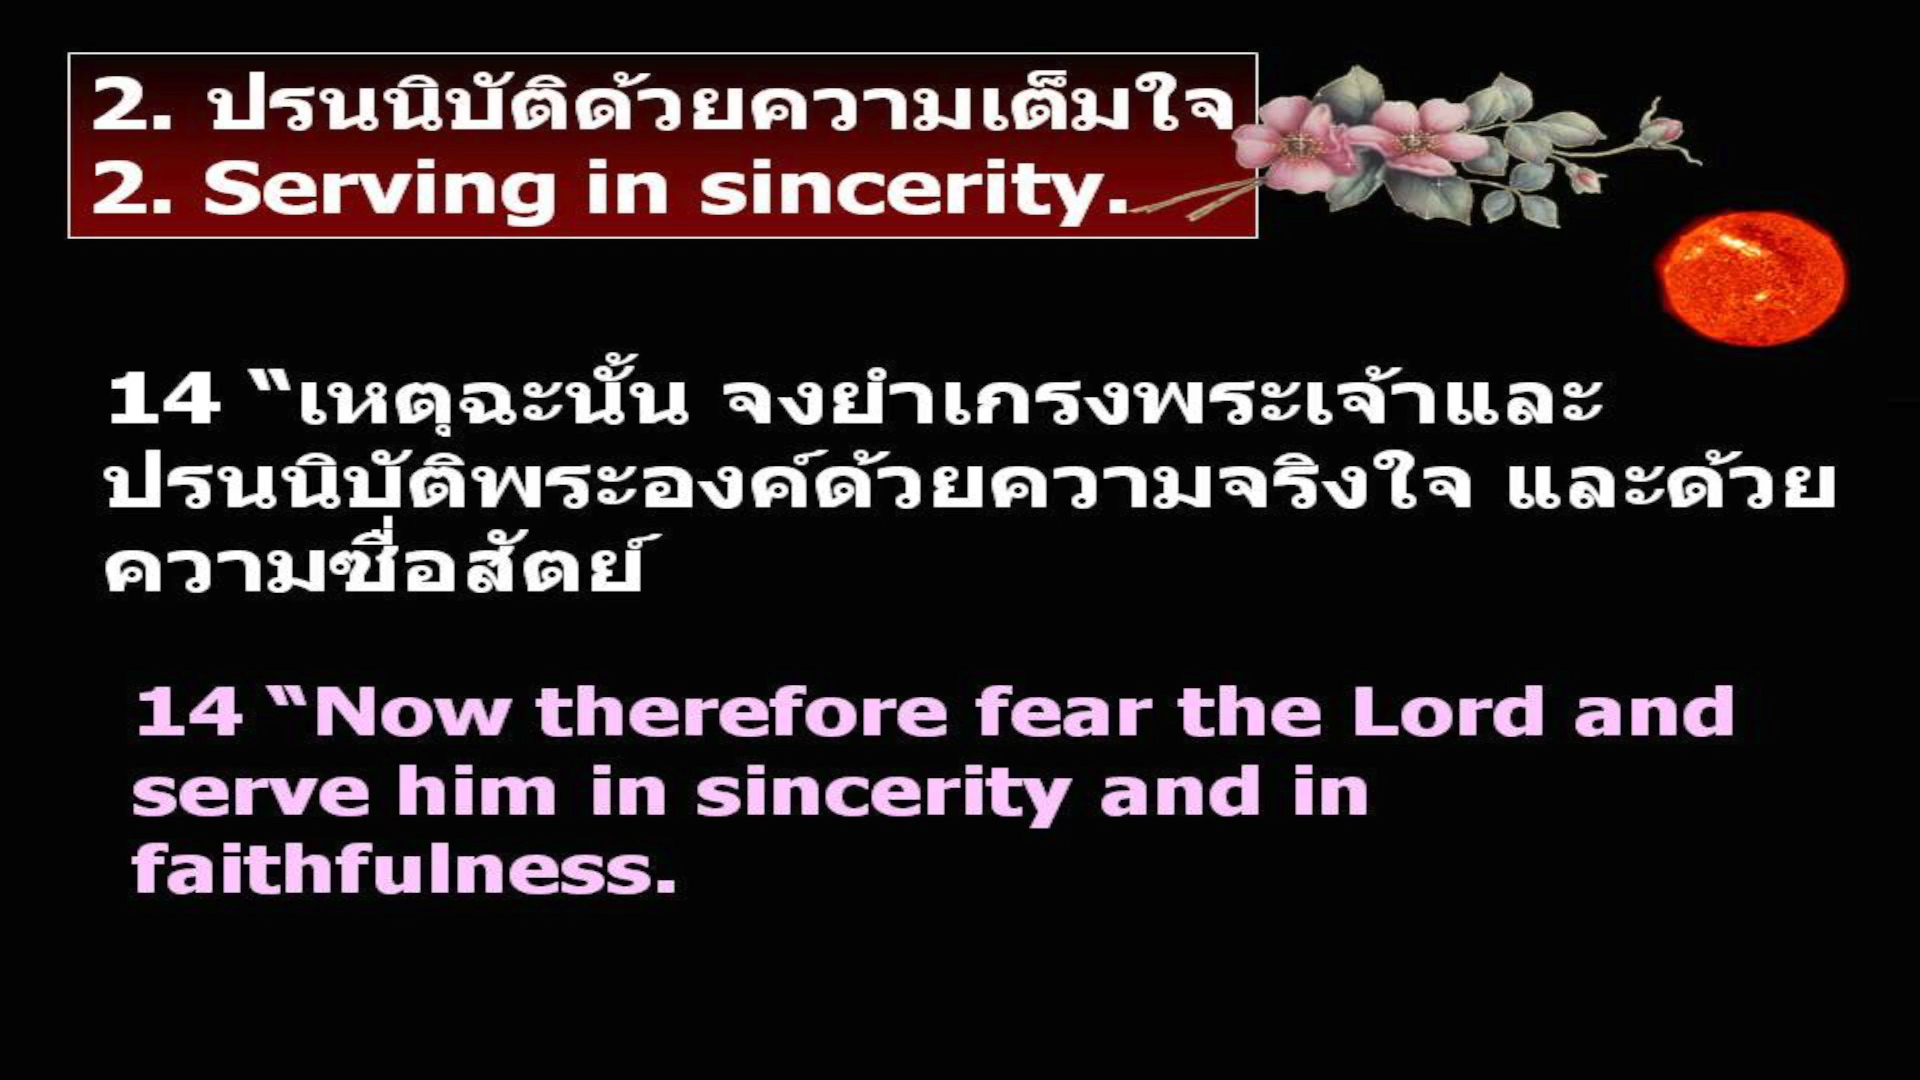 2. ปรนนิบัติด้วยความเต็มใจ
2. Serving in sincerity.
14 “เหตุฉะนั้น จงยำเกรงพระเจ้าและ
ปรนนิบัติพระองค์ด้วยความจริงใจ และด้วย
ความซื่อสัตย์
14 “Now therefore fear the Lord and
serve him in sincerity and in
faithfulness.